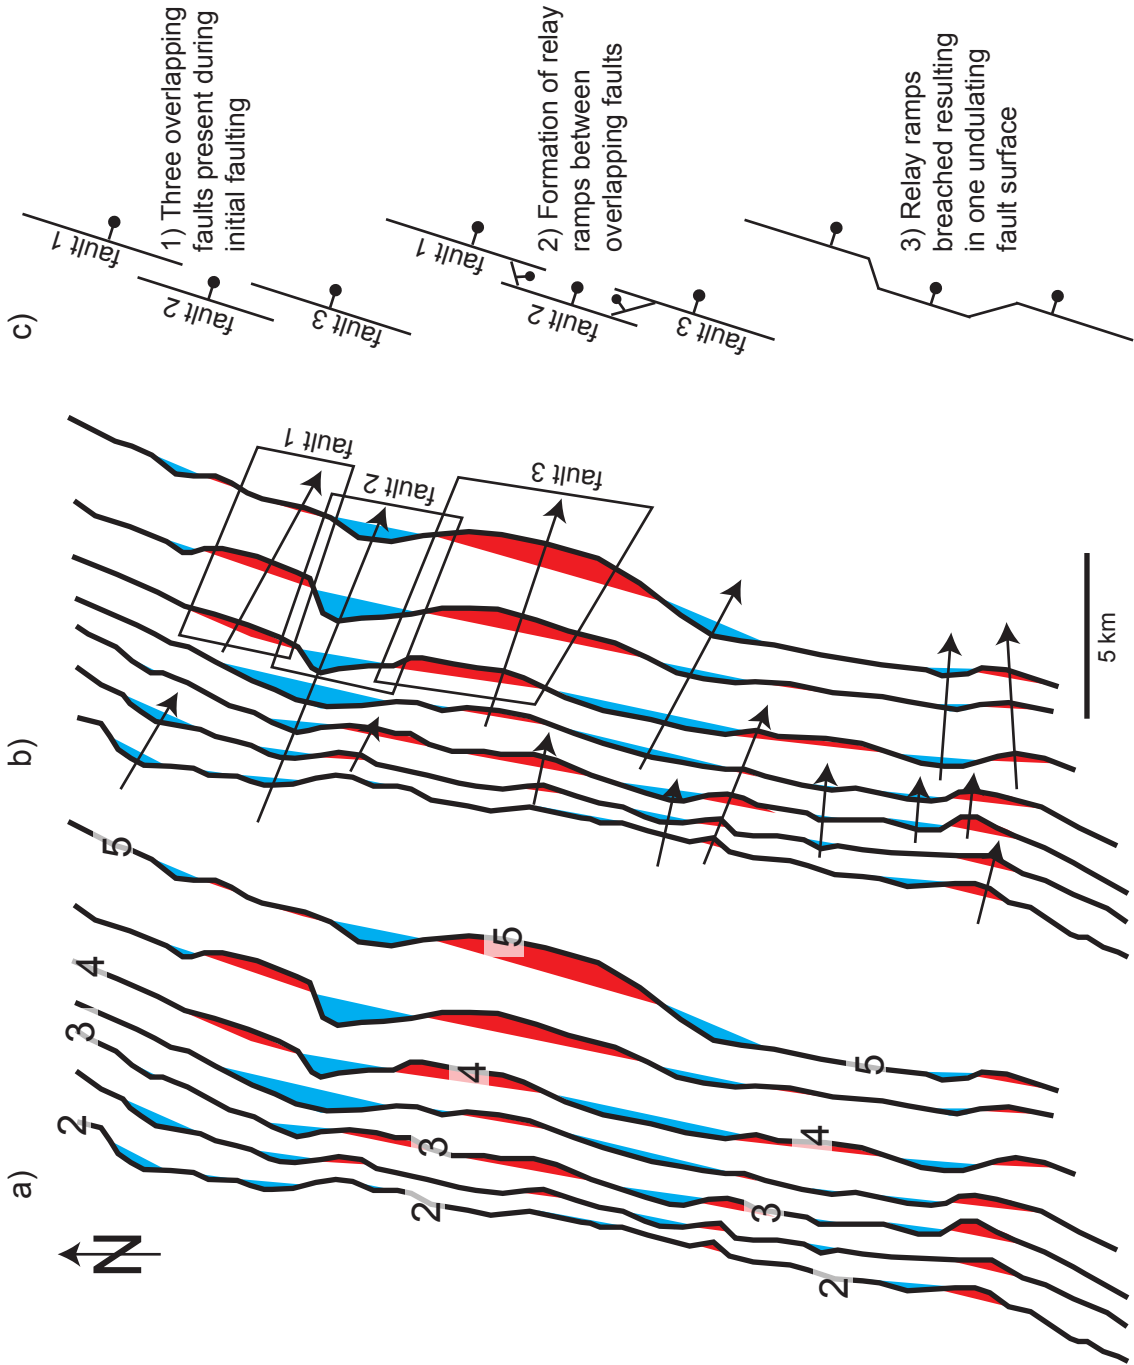 a)
N
2
3
4
5
2
3
4
5
2
3
4
5
b)
fault 1
fault 2
fault 3
5 km
c)
fault 1
fault 2
fault 3
1) Three overlapping
faults present during
initial faulting
fault 1
fault 2
fault 3
2) Formation of relay
ramps between
overlapping faults
3) Relay ramps
breached resulting
in one undulating
fault surface